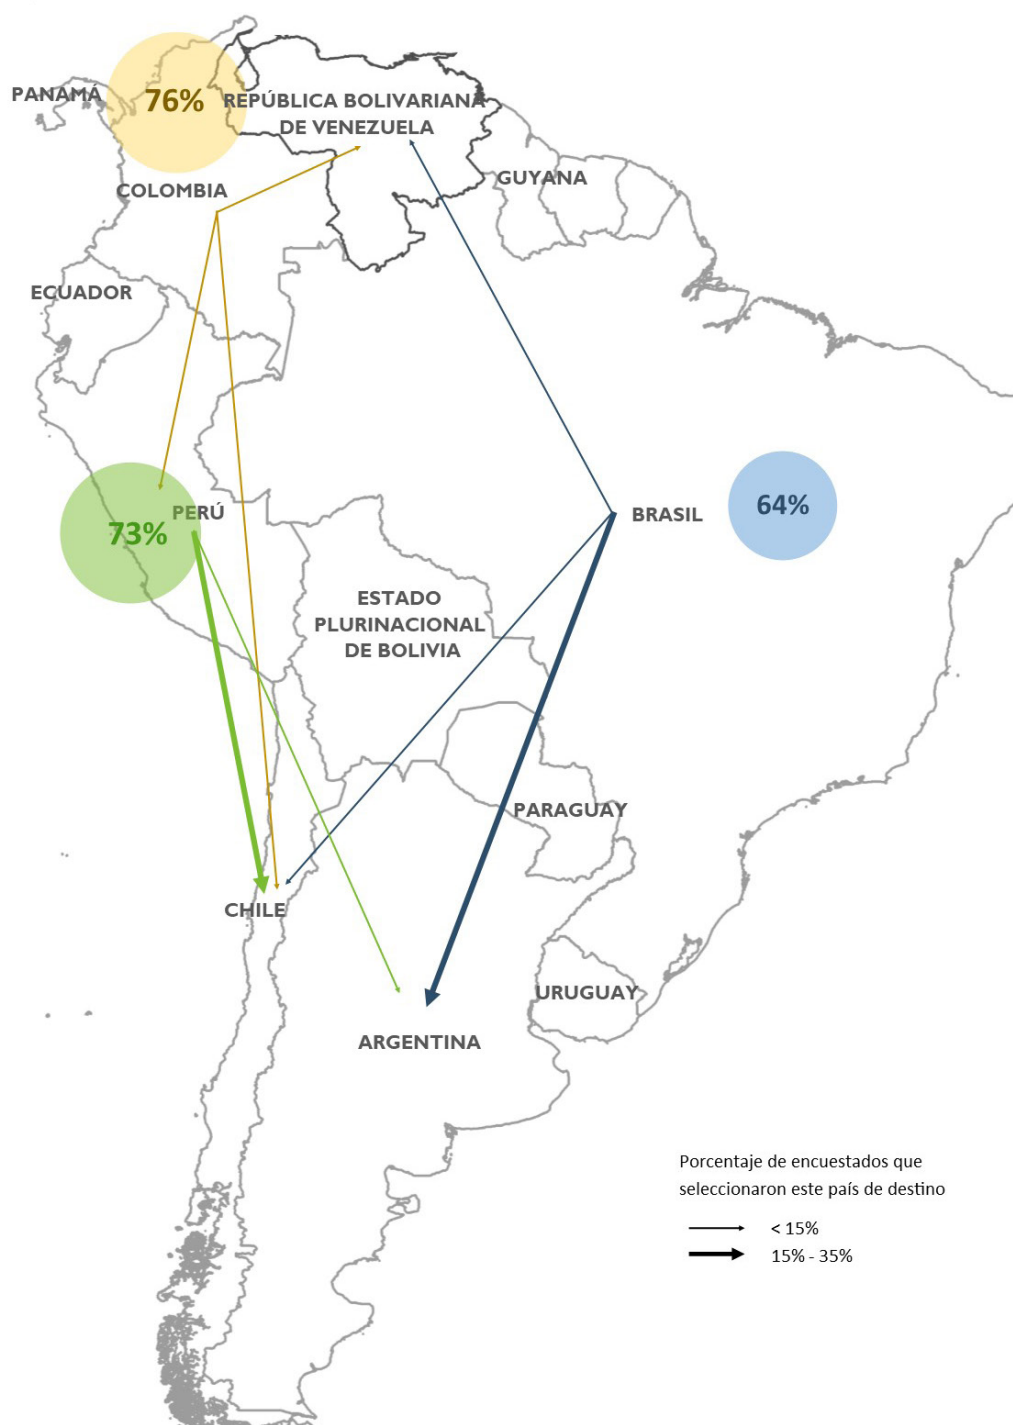 PANAMÁ
76%
REPÚBLICA BOLIVARIANA
DE VENEZUELA
GUYANA
COLOMBIA
ECUADOR
PERÚ
73%
BRASIL
64%
ESTADO
PLURINACIONAL
DE BOLIVIA
PARAGUAY
CHILE
URUGUAY
ARGENTINA
Porcentaje de encuestados que
seleccionaron este país de destino
< 15%
15% - 35%